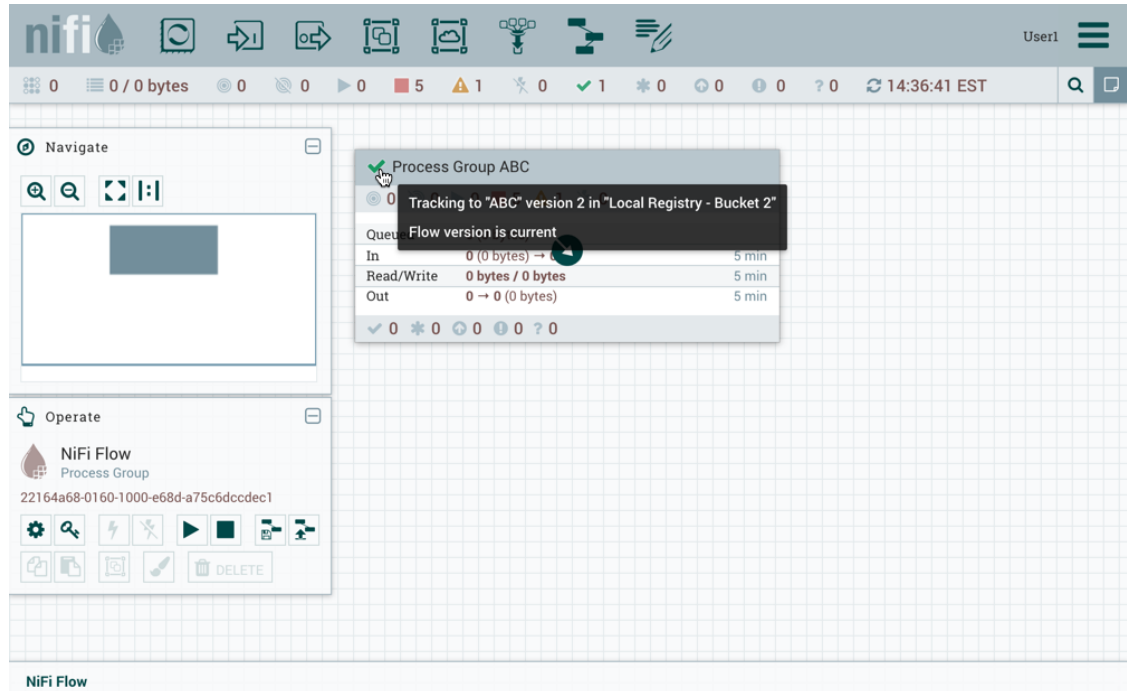 nifi
User1
0 0 / 0 bytes 0 0 0 5 1 0 1 0 0 0 ? 0 14:36:41 EST
Navigate
Process Group ABC
0
Tracking to "ABC" version 2 in "Local Registry - Bucket 2"
Flow version is current
In 0 (0 bytes) → 5 min
Read/Write 0 bytes / 0 bytes 5 min
Out 0 → 0 (0 bytes) 5 min
0 0 0 0 ? 0
Operate
NiFi Flow
Process Group
22164a68-0160-1000-e68d-a75c6dccdec1
DELETE
NiFi Flow